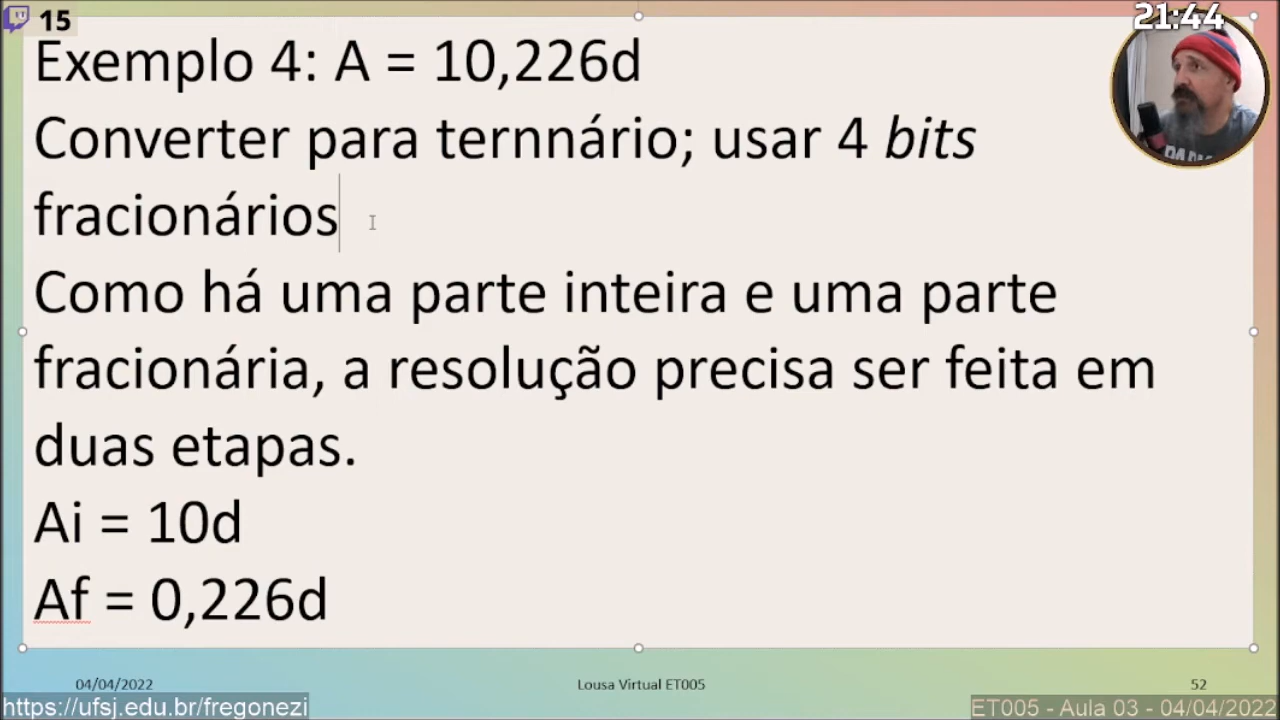 15
21:44
Exemplo 4: A = 10,226d
Converter para ternnário; usar 4 bits
fracionários
Como há uma parte inteira e uma parte
fracionária, a resolução precisa ser feita em
duas etapas.
Ai = 10d
Af = 0,226d
04/04/2022
Lousa Virtual ET005
52
https://ufsj.edu.br/fregonezi
ET005 - Aula 03 - 04/04/2022